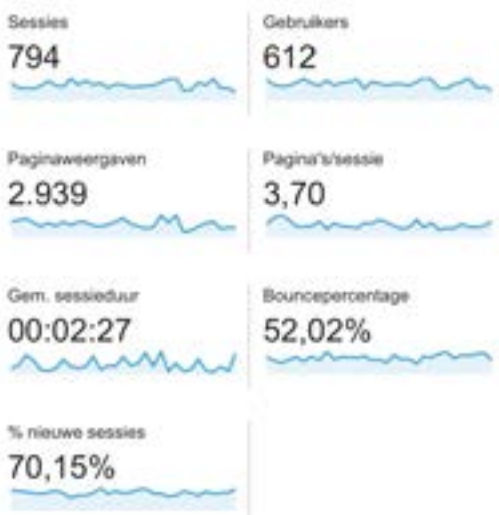 Sessies
794
Gebruikers
612
Paginaweergaven
2.939
Pagina's/sessie
3,70
Gem. sessieduur
00:02:27
Bouncepercentage
52,02%
% nieuwe sessies
70,15%